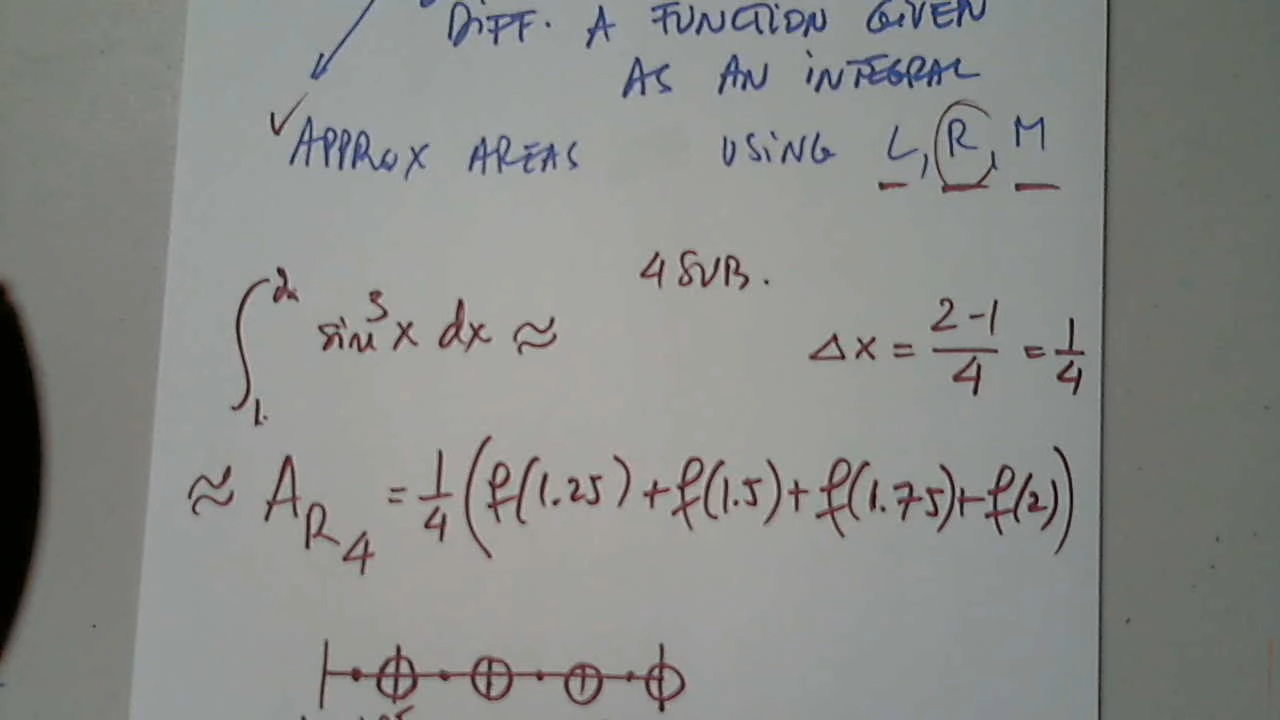 DIFF. A FUNCTION GIVEN
AS AN INTEGRAL
✓APPROX AREAS USING L, R, M
4 SUB.
∫₁² sin³x dx ≈
Δx = (2-1)/4 = 1/4
≈ A_R₄ = 1/4 (f(1.25) + f(1.5) + f(1.75) + f(2))